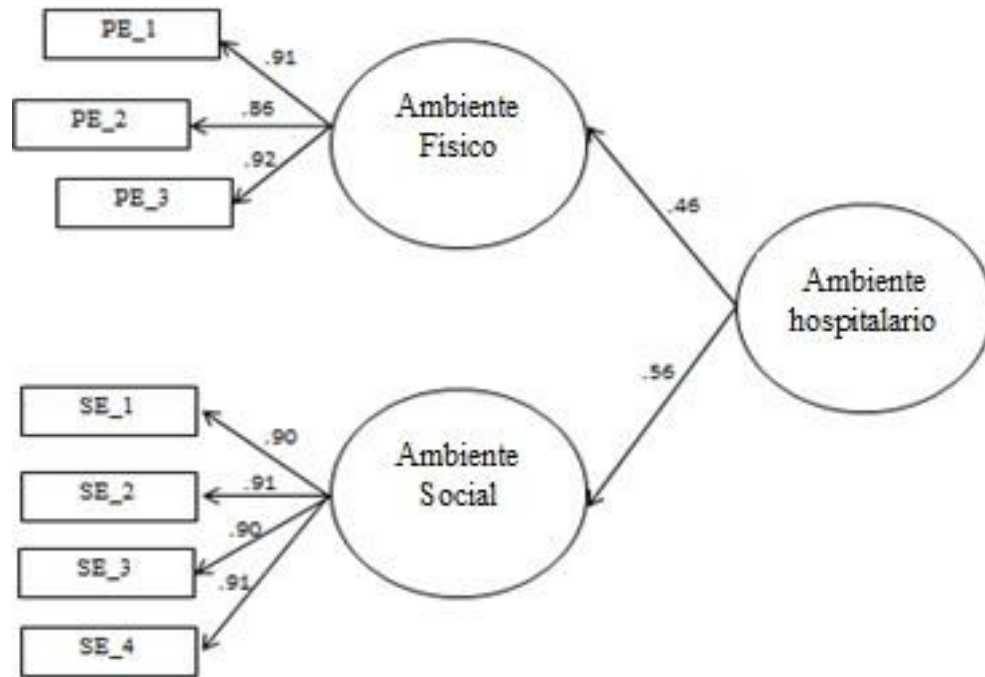 PE_1
.91
Ambiente
Físico
PE_2
.86
.92
PE_3
.46
Ambiente
hospitalario
.56
SE_1
.90
Ambiente
Social
SE_2
.91
.90
SE_3
.91
SE_4